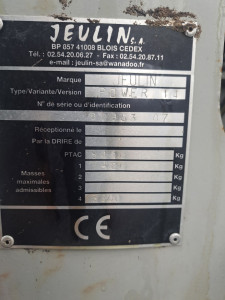 JEULIN S.A.
BP 057 41008 BLOIS CEDEX
Tél. : 02.54.20.06.27 - Fax : 02.54.20.87.11
e-mail : jeulin-sa@wanadoo.fr
Marque JEULIN
Type/Variante/Version POWER
N° de série ou d'identification
Réceptionné le
Par la DRIRE de
PTAC Kg
1 Kg
Masses maximales admissibles
2 Kg
3 Kg
4 Kg
CE